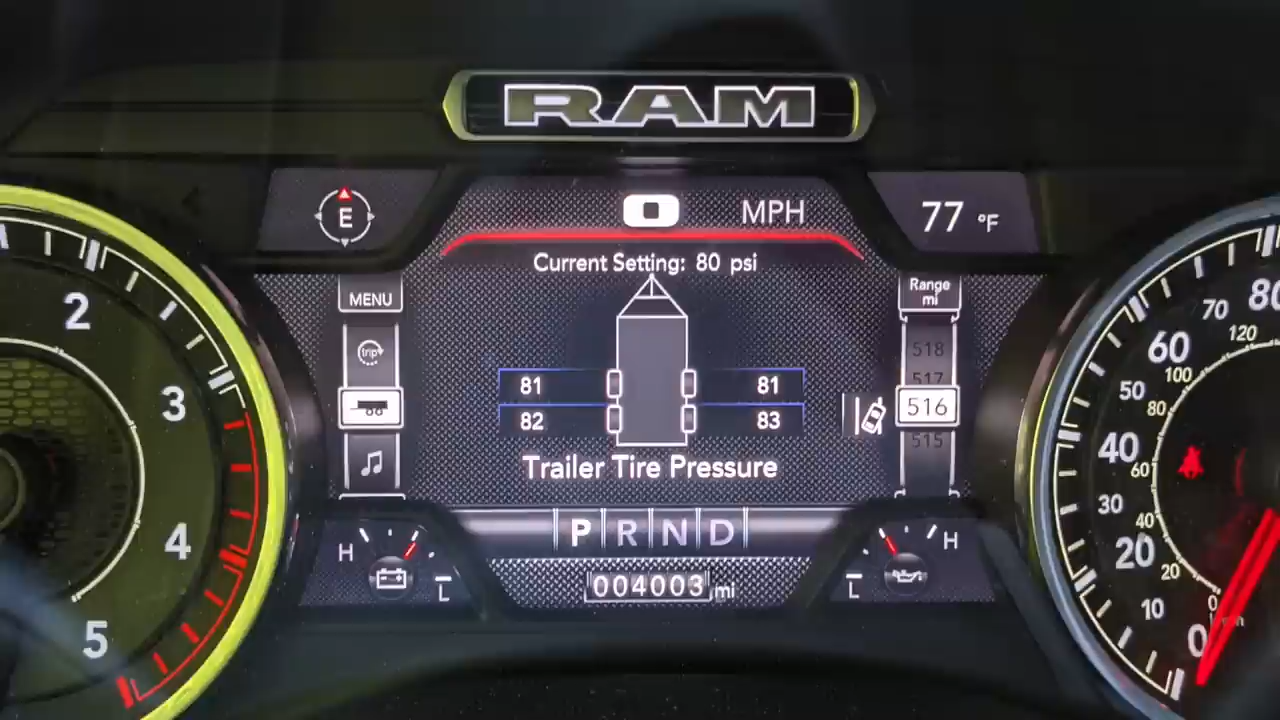 RAM
E
0 MPH
77 °F
Current Setting: 80 psi
MENU
trip
Range
mi
518
517
516
515
81 81
82 83
Trailer Tire Pressure
P R N D
004003 mi
H
L
H
L
2
3
4
5
80
70
60
50
40
30
20
10
0
120
100
80
60
40
20
0